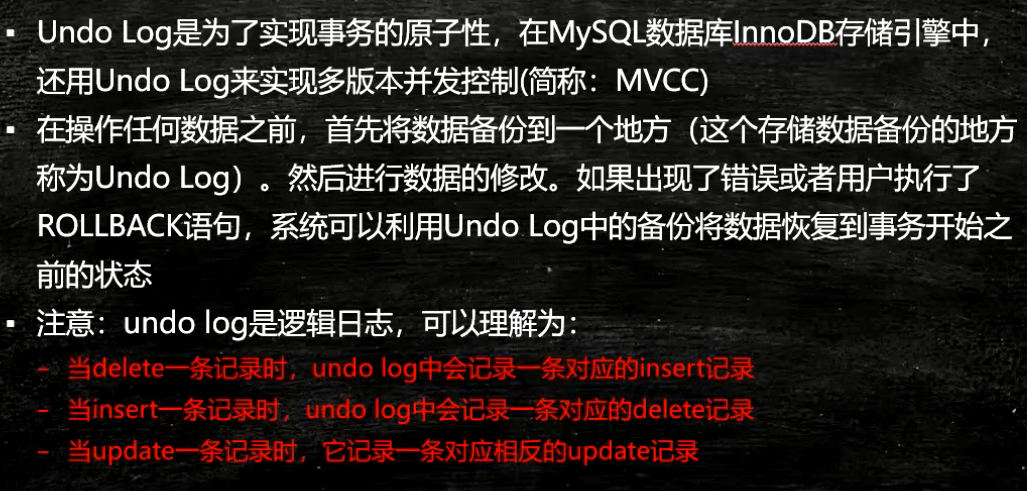 ▪ Undo Log是为了实现事务的原子性，在MySQL数据库InnoDB存储引擎中，
还用Undo Log来实现多版本并发控制(简称：MVCC)
▪ 在操作任何数据之前，首先将数据备份到一个地方（这个存储数据备份的地方
称为Undo Log）。然后进行数据的修改。如果出现了错误或者用户执行了
ROLLBACK语句，系统可以利用Undo Log中的备份将数据恢复到事务开始之
前的状态
▪ 注意：undo log是逻辑日志，可以理解为：
– 当delete一条记录时，undo log中会记录一条对应的insert记录
– 当insert一条记录时，undo log中会记录一条对应的delete记录
– 当update一条记录时，它记录一条对应相反的update记录